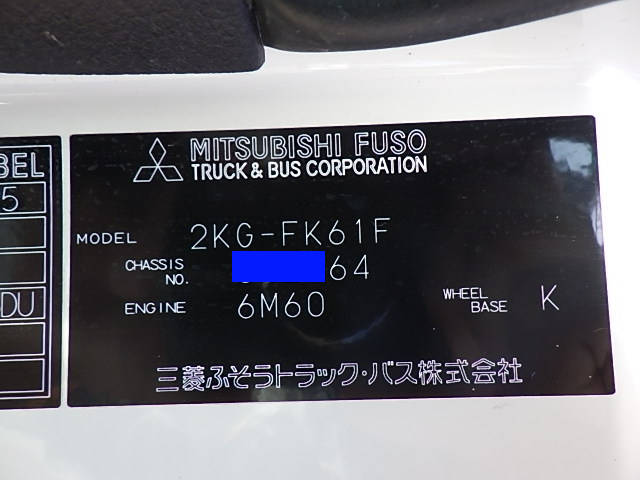 MITSUBISHI FUSO
TRUCK & BUS CORPORATION
MODEL 2KG-FK61F
CHASSIS NO. 64
ENGINE 6M60
WHEEL BASE K
三菱ふそうトラック・バス株式会社
BEL
5
DU